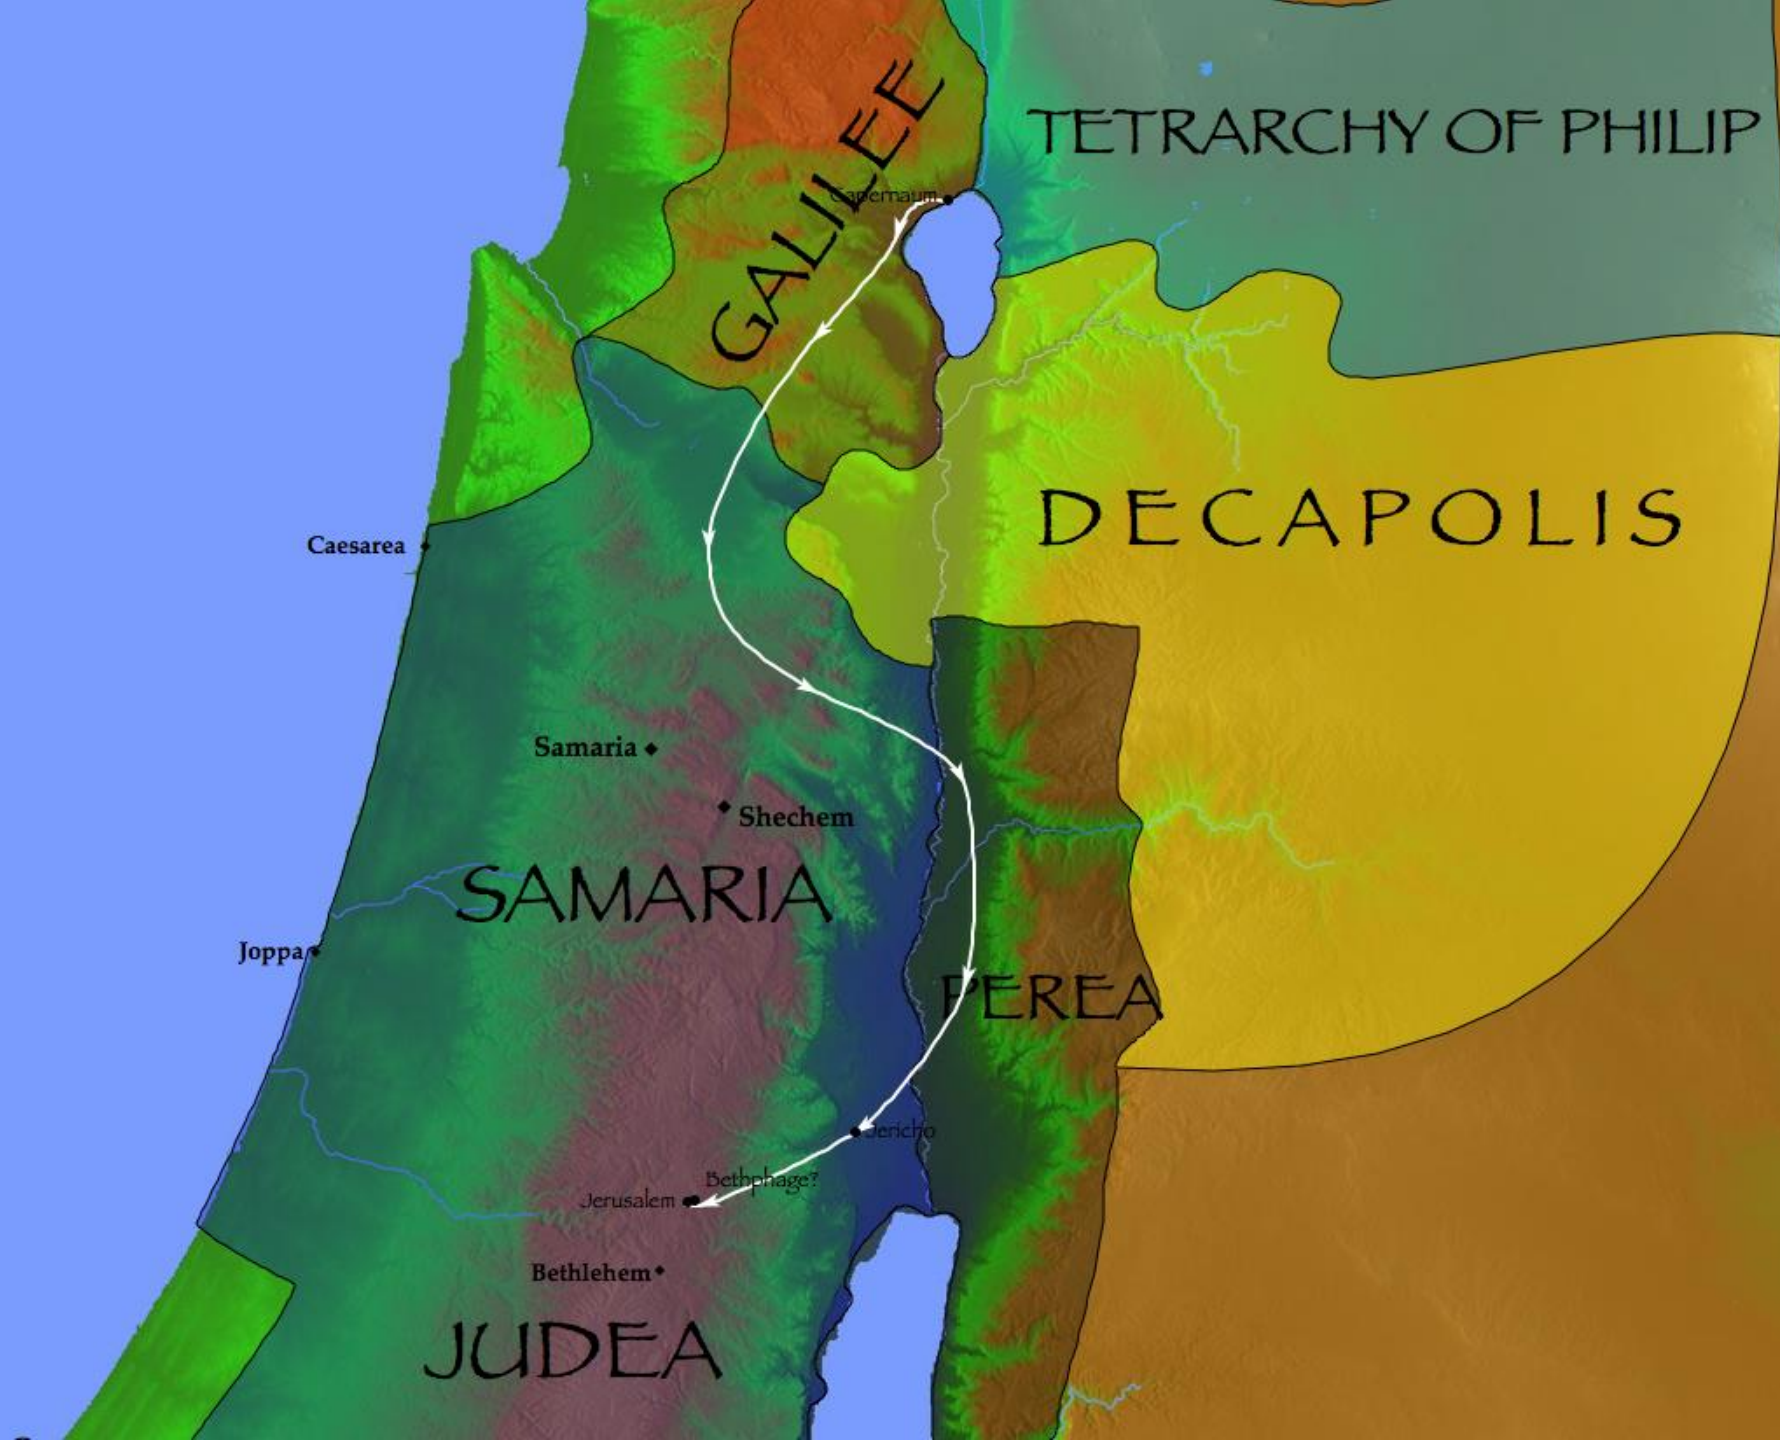 TETRARCHY OF PHILIP
GALILEE
Capernaum
DECAPOLIS
Caesarea
Samaria
Shechem
SAMARIA
Joppa
PEREA
Jericho
Bethphage?
Jerusalem
Bethlehem
JUDEA